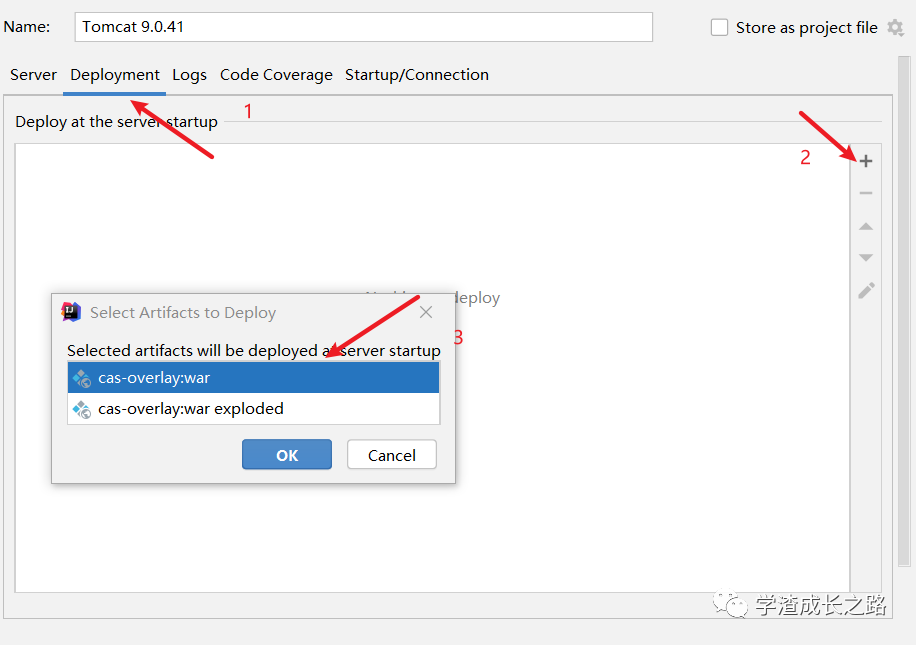 Name:
Tomcat 9.0.41
Store as project file
Server Deployment Logs Code Coverage Startup/Connection
1
Deploy at the server startup
2
deploy
Select Artifacts to Deploy
3
Selected artifacts will be deployed at server startup
cas-overlay:war
cas-overlay:war exploded
OK Cancel
学渣成长之路